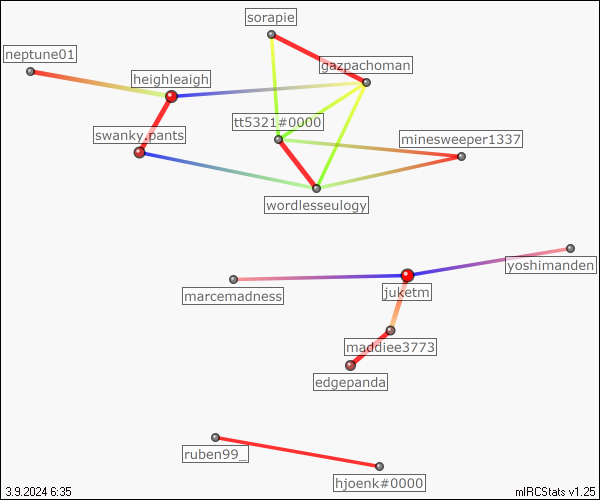 sorapie
neptune01
gazpachoman
heighleaigh
tt5321#0000
swanky.pants
minesweeper1337
wordlesseulogy
yoshimanden
marcemadness
juketm
maddiee3773
edgepanda
ruben99_
hjoenk#0000
3.9.2024 6:35
mIRCStats v1.25